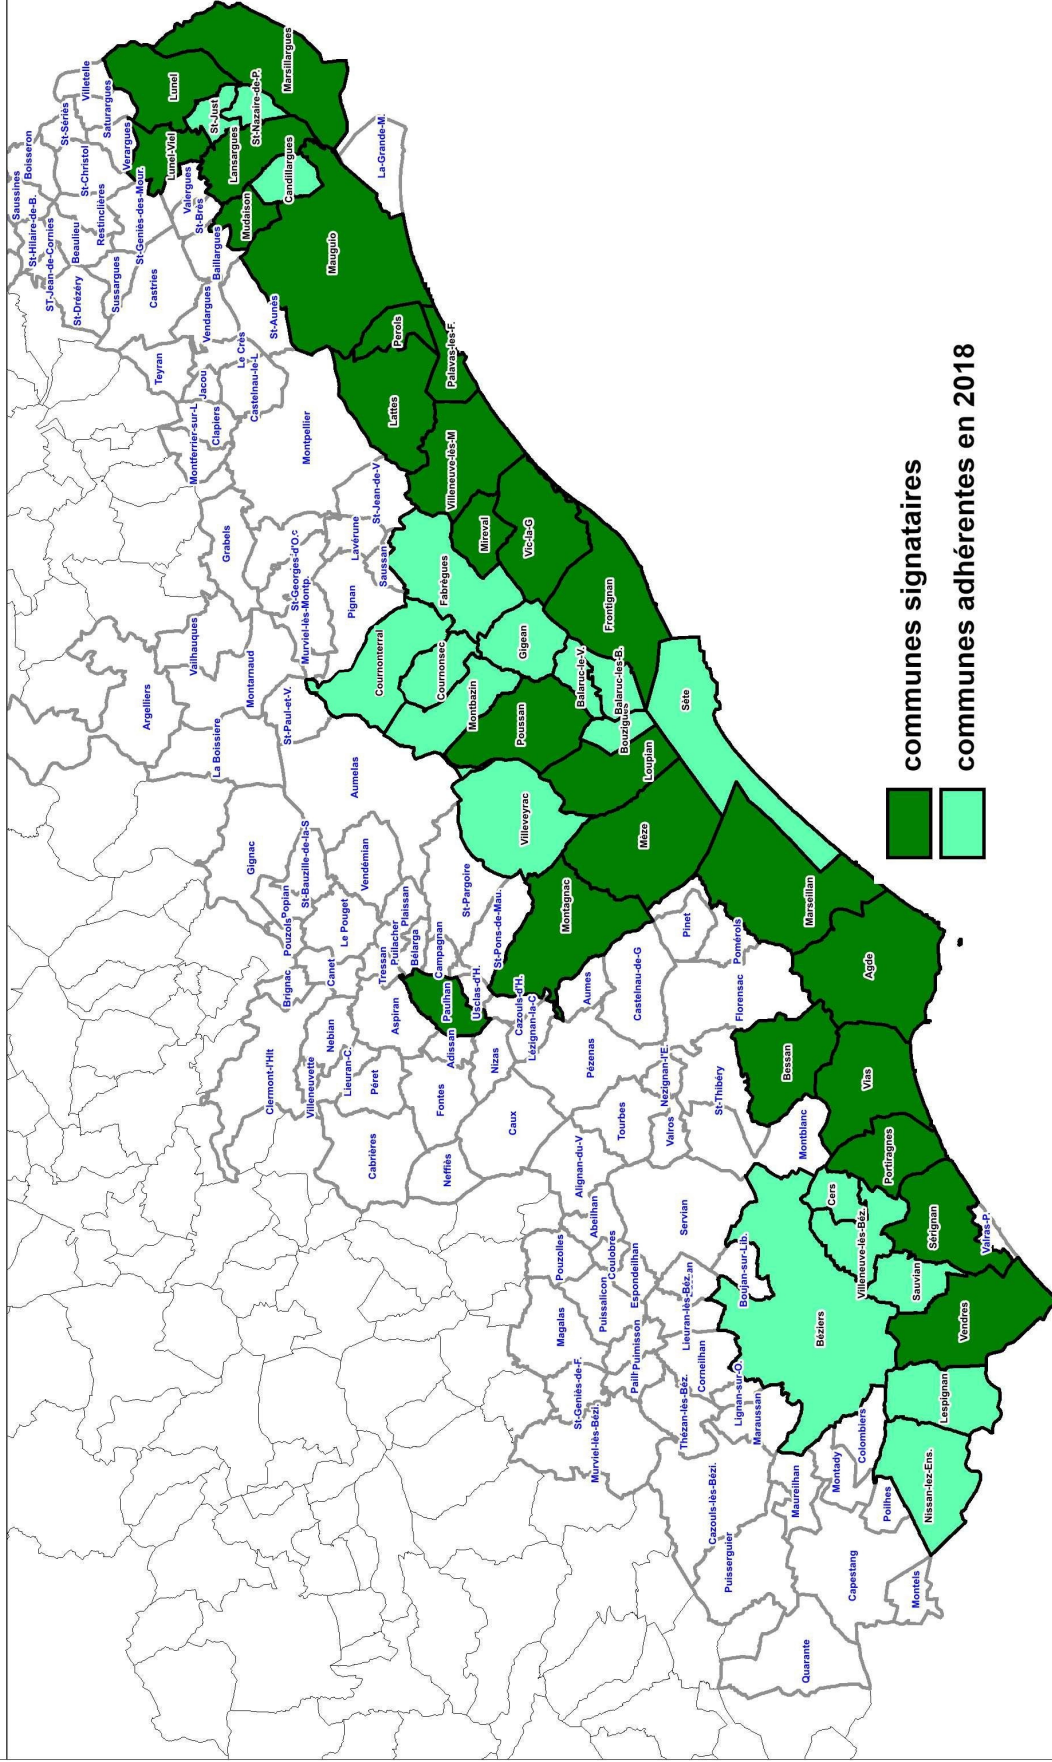 Saussines
Boisseron
St-Hilaire-de-B.
ST-Jean-de-Cornies
St-Sériès
Beaulieu
St-Drézéry
Villetelle
St-Christol
Restinclières
Saturargues
Sussargues
Verargues
St-Geniès-des-Mour.
Castries
Argelliers
Teyran
Lunel
Lunel-Viel
Valergues
Montferrier-sur-L
Vailhauques
St-Brès
Jacou
Vendargues
St-Just
Baillargues
Clapiers
La Boissiere
Grabels
Lansargues
Le Crès
Mudaison
Castelnau-le-L
Montarnaud
Gignac
St-Nazaire-de-P.
Clermont-l'Hlt
St-Aunès
Marsillargues
Candillargues
Popian
Pouzols
Brignac
St-Paul-et-V.
St-Georges-d'O.
Murviel-lès-Montp.
Montpellier
St-Bauzille-de-la-S
Villeneuvette
Mauguio
Nebian
Canet
Le Pouget
Lieuran-C.
Pignan
Lavérune
Aumelas
Vendémian
Cabrières
Péret
St-Jean-de-V
Cournonterral
La-Grande-M.
Saussan
Tressan
Lattes
Aspiran
Puilacher
Perols
Plaissan
Bélarga
Campagnan
Fontes
Cournonsec
Fabrègues
Neffiès
Paulhan
Adissan
Palavas-les-F.
Villeneuve-lès-M
St-Pargoire
Montbazin
Usclas-d'H.
Mireval
Nizas
St-Pons-de-Mau.
Caux
Cazouls-d'H.
Poussan
Gigean
Villeveyrac
Vic-la-G
Lézignan-la-C
Pouzolles
Magalas
Montagnac
St-Geniès-de-F.
Alignan-du-V
Balaruc-le-V.
Aumes
Pézenas
Murviel-lès-Bézi.
Abeilhan
Puissalicon
Frontignan
Coulobres
Balaruc-les-B.
Bouzigues
Tourbes
Espondeilhan
Puimisson
Pailh
Castelnau-de-G
Mèze
Loupian
Nezignan-l'E.
Valros
Servian
Thézan-lès-Béz.
Lieuran-lès-Béz.
an
Sète
Pinet
Corneilhan
Cazouls-lès-Bézi.
St-Thibéry
Puisserguier
Pomérols
Florensac
Boujan-sur-Lib.
Lignan-sur-O.
Maraussan
Bessan
Maureilhan
Montblanc
Quarante
Marseillan
Béziers
Cers
Montady
Capestang
Villeneuve-lès-Béz.
Colombiers
Agde
Vias
Poilhes
Portiragnes
communes signataires
Sauvian
Montels
Nissan-lez-Ens.
Sérignan
Lespignan
Vendres
communes adhérentes en 2018
Valras-P.